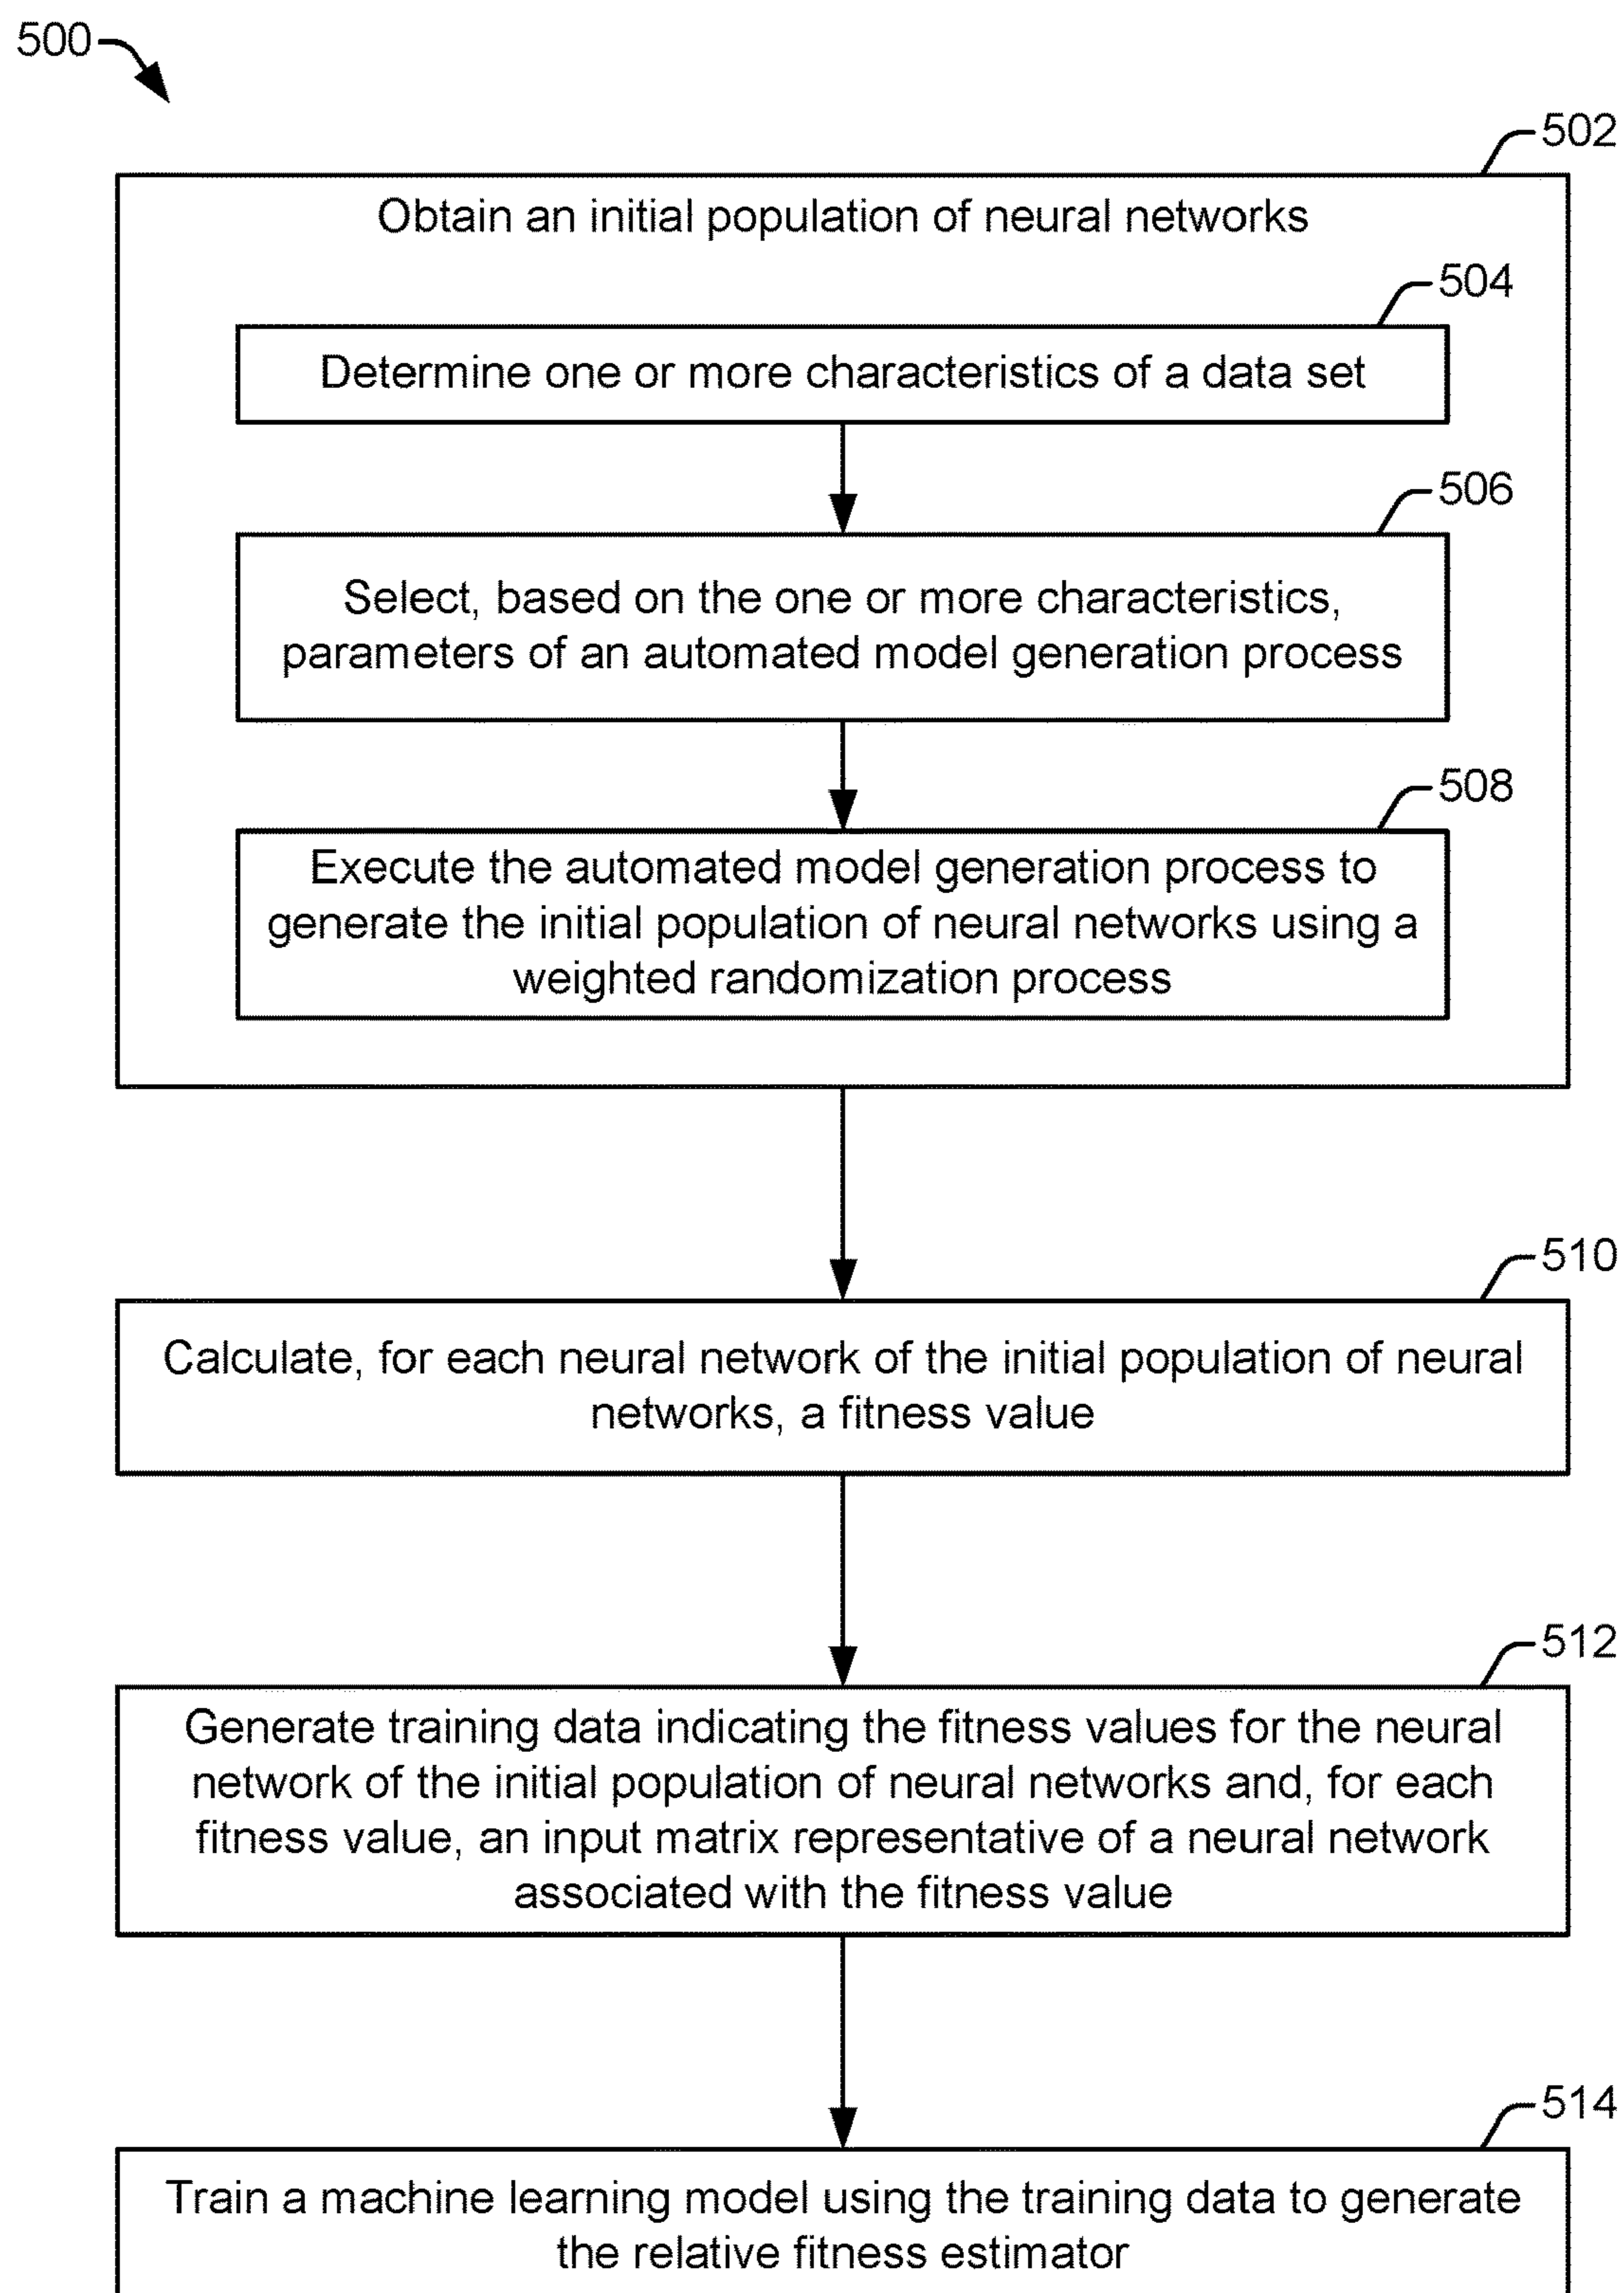 500
502
Obtain an initial population of neural networks
504
Determine one or more characteristics of a data set
506
Select, based on the one or more characteristics,
parameters of an automated model generation process
508
Execute the automated model generation process to
generate the initial population of neural networks using a
weighted randomization process
510
Calculate, for each neural network of the initial population of neural
networks, a fitness value
512
Generate training data indicating the fitness values for the neural
network of the initial population of neural networks and, for each
fitness value, an input matrix representative of a neural network
associated with the fitness value
514
Train a machine learning model using the training data to generate
the relative fitness estimator